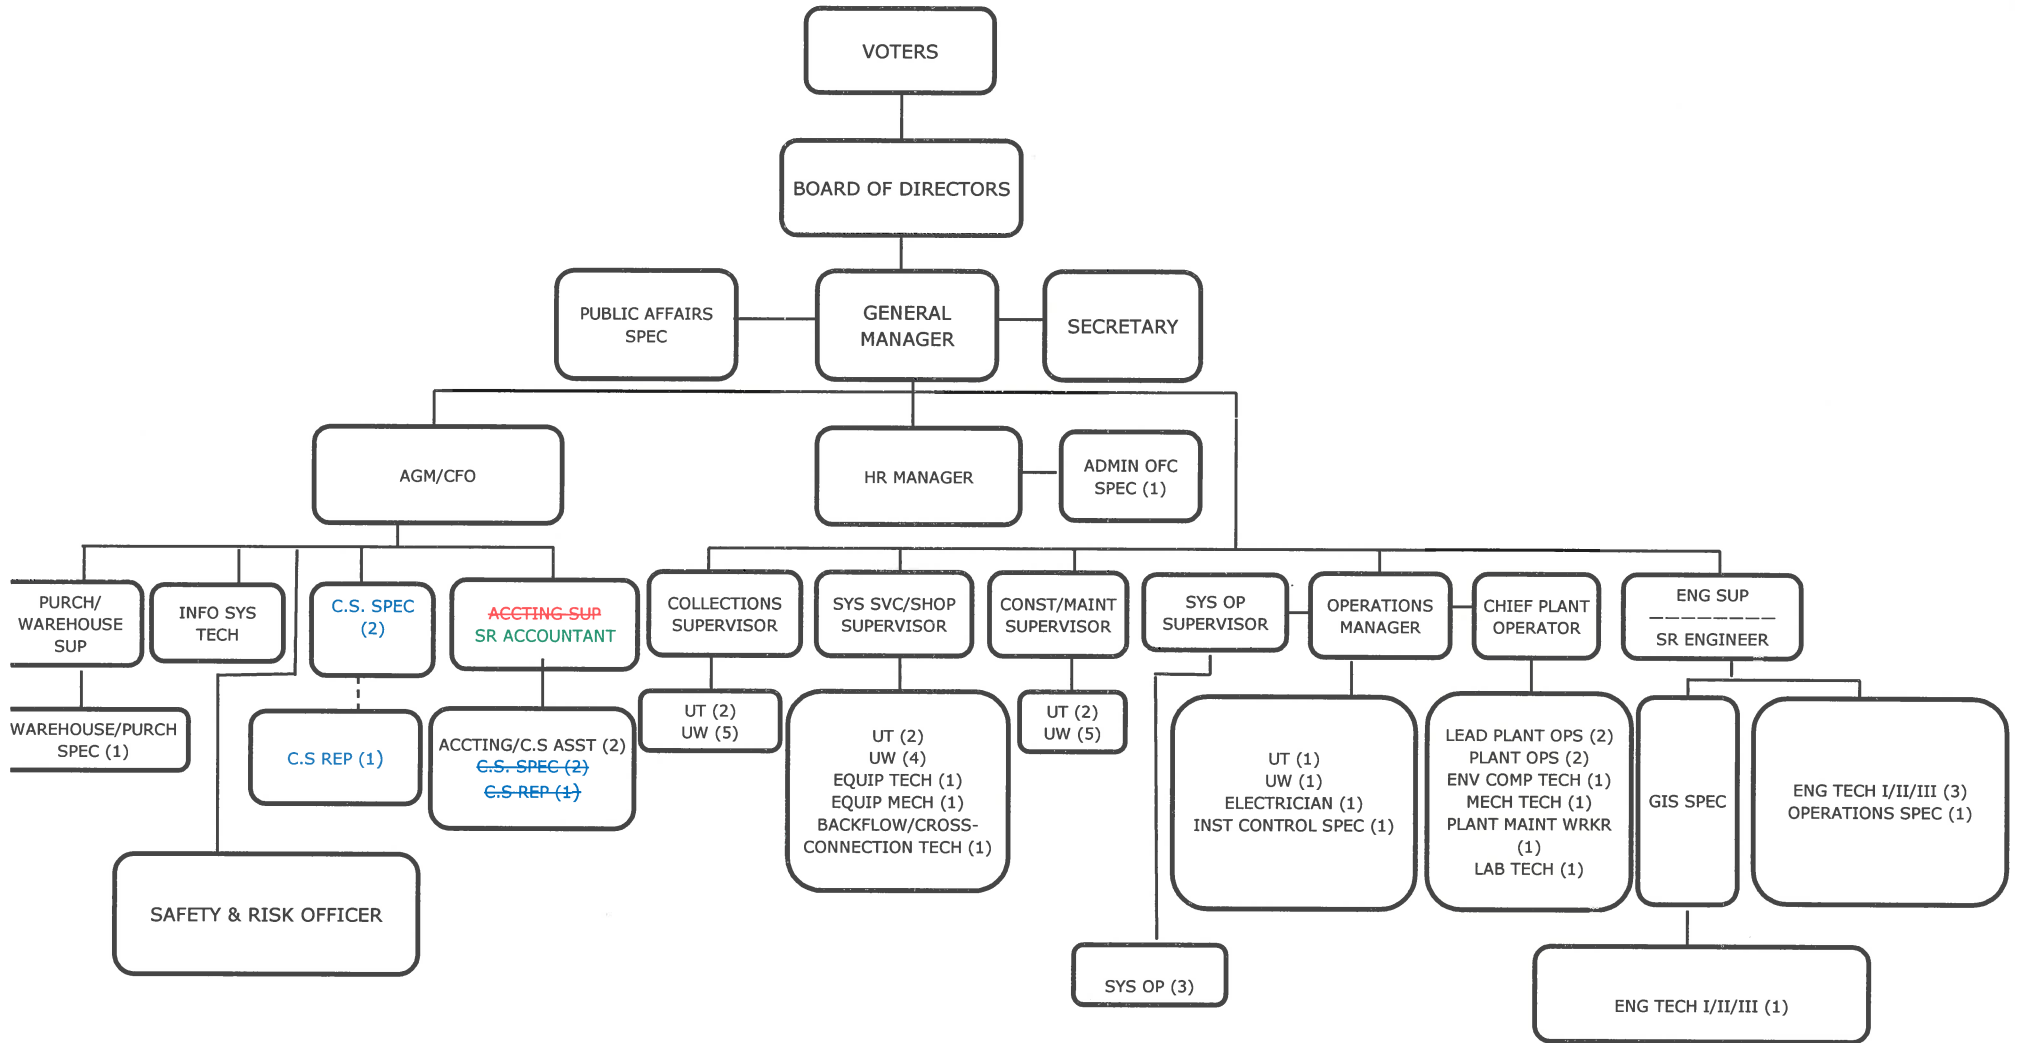 VOTERS
BOARD OF DIRECTORS
PUBLIC AFFAIRS
SPEC
GENERAL
MANAGER
SECRETARY
AGM/CFO
HR MANAGER
ADMIN OFC
SPEC (1)
PURCH/
WAREHOUSE
SUP
INFO SYS
TECH
C.S. SPEC
(2)
ACCTING SUP
SR ACCOUNTANT
COLLECTIONS
SUPERVISOR
SYS SVC/SHOP
SUPERVISOR
CONST/MAINT
SUPERVISOR
SYS OP
SUPERVISOR
OPERATIONS
MANAGER
CHIEF PLANT
OPERATOR
ENG SUP
SR ENGINEER
WAREHOUSE/PURCH
SPEC (1)
C.S REP (1)
ACCTING/C.S ASST (2)
C.S. SPEC (2)
C.S REP (1)
UT (2)
UW (5)
UT (2)
UW (4)
EQUIP TECH (1)
EQUIP MECH (1)
BACKFLOW/CROSS-
CONNECTION TECH (1)
UT (2)
UW (5)
UT (1)
UW (1)
ELECTRICIAN (1)
INST CONTROL SPEC (1)
LEAD PLANT OPS (2)
PLANT OPS (2)
ENV COMP TECH (1)
MECH TECH (1)
PLANT MAINT WRKR
(1)
LAB TECH (1)
GIS SPEC
ENG TECH I/II/III (3)
OPERATIONS SPEC (1)
SAFETY & RISK OFFICER
SYS OP (3)
ENG TECH I/II/III (1)